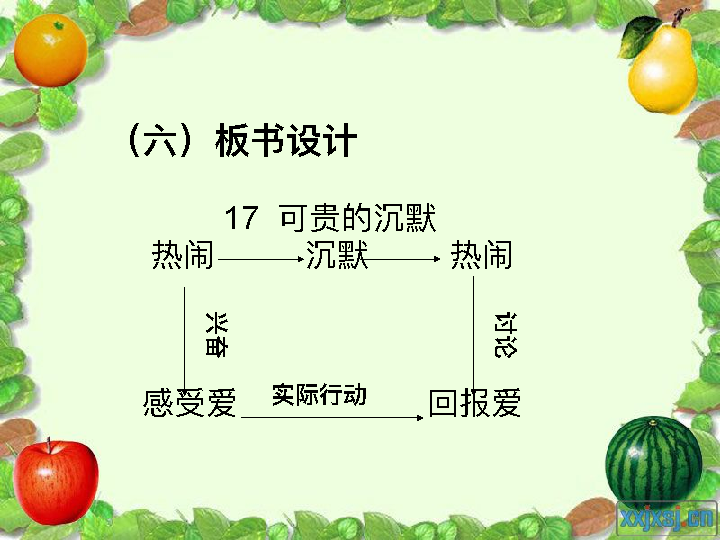 （六）板书设计
17 可贵的沉默
热闹 沉默 热闹
兴奋 讨论
感受爱 实际行动 回报爱
xxjxsj.cn